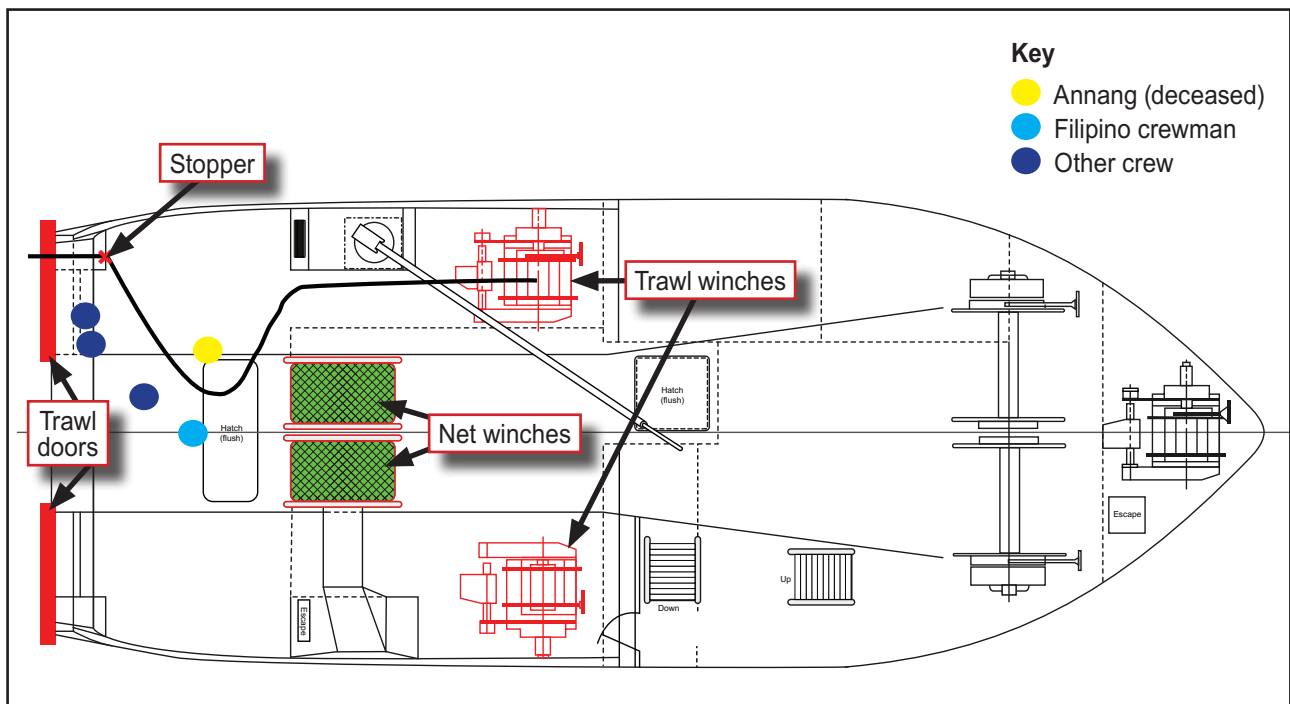 Key
Annang (deceased)
Filipino crewman
Other crew
Stopper
Trawl winches
Hatch
(flush)
Trawl
doors
Hatch
(flush)
Net winches
Escape
Up
Down
Escape